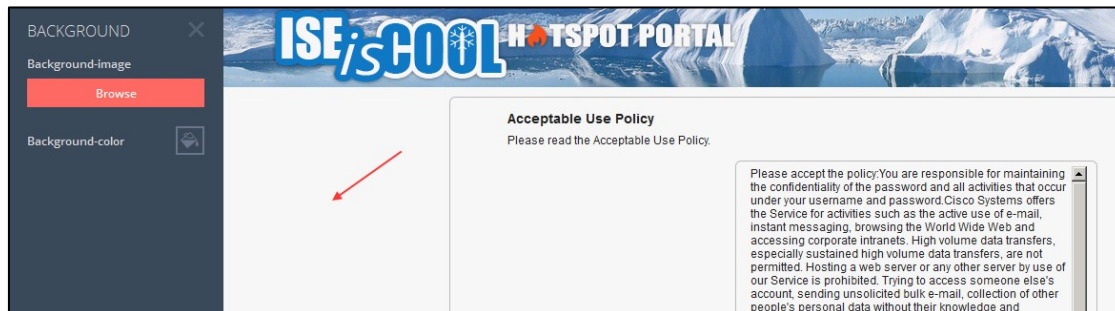 BACKGROUND
Background-image
Browse
Background-color
ISE is COOL HOTSPOT PORTAL
Acceptable Use Policy
Please read the Acceptable Use Policy.
Please accept the policy:You are responsible for maintaining
the confidentiality of the password and all activities that occur
under your username and password.Cisco Systems offers
the Service for activities such as the active use of e-mail,
instant messaging, browsing the World Wide Web and
accessing corporate intranets. High volume data transfers,
especially sustained high volume data transfers, are not
permitted. Hosting a web server or any other server by use of
our Service is prohibited. Trying to access someone else's
account, sending unsolicited bulk e-mail, collection of other
people's personal data without their knowledge and